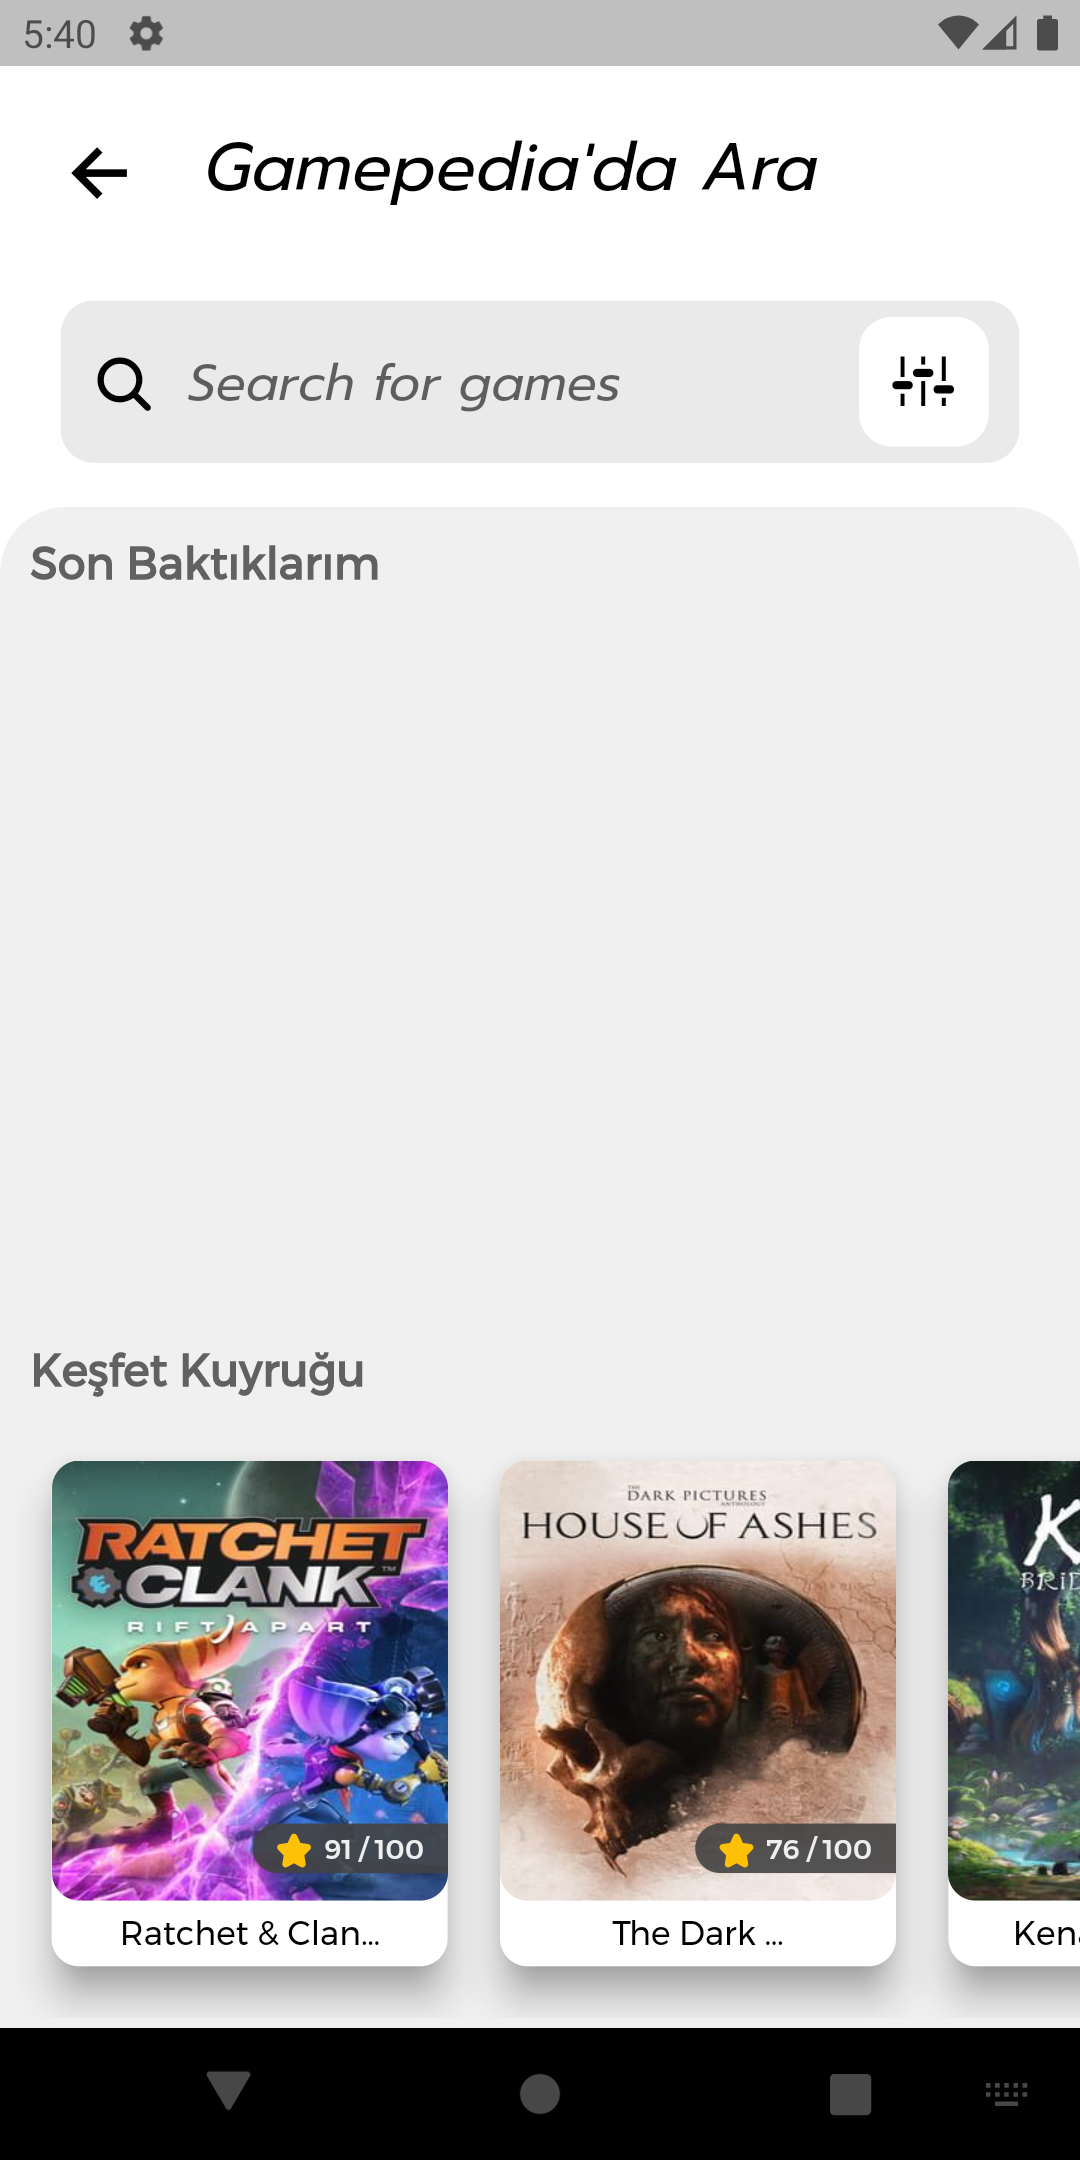 5:40
Gamepedia'da Ara
Search for games
Son Baktıklarım
Keşfet Kuyruğu
RATCHET
CLANK™
RIFT APART
91 / 100
Ratchet & Clan...
THE
DARK PICTURES
ANTHOLOGY
HOUSE OF ASHES
76 / 100
The Dark ...
K
BRID
Ken